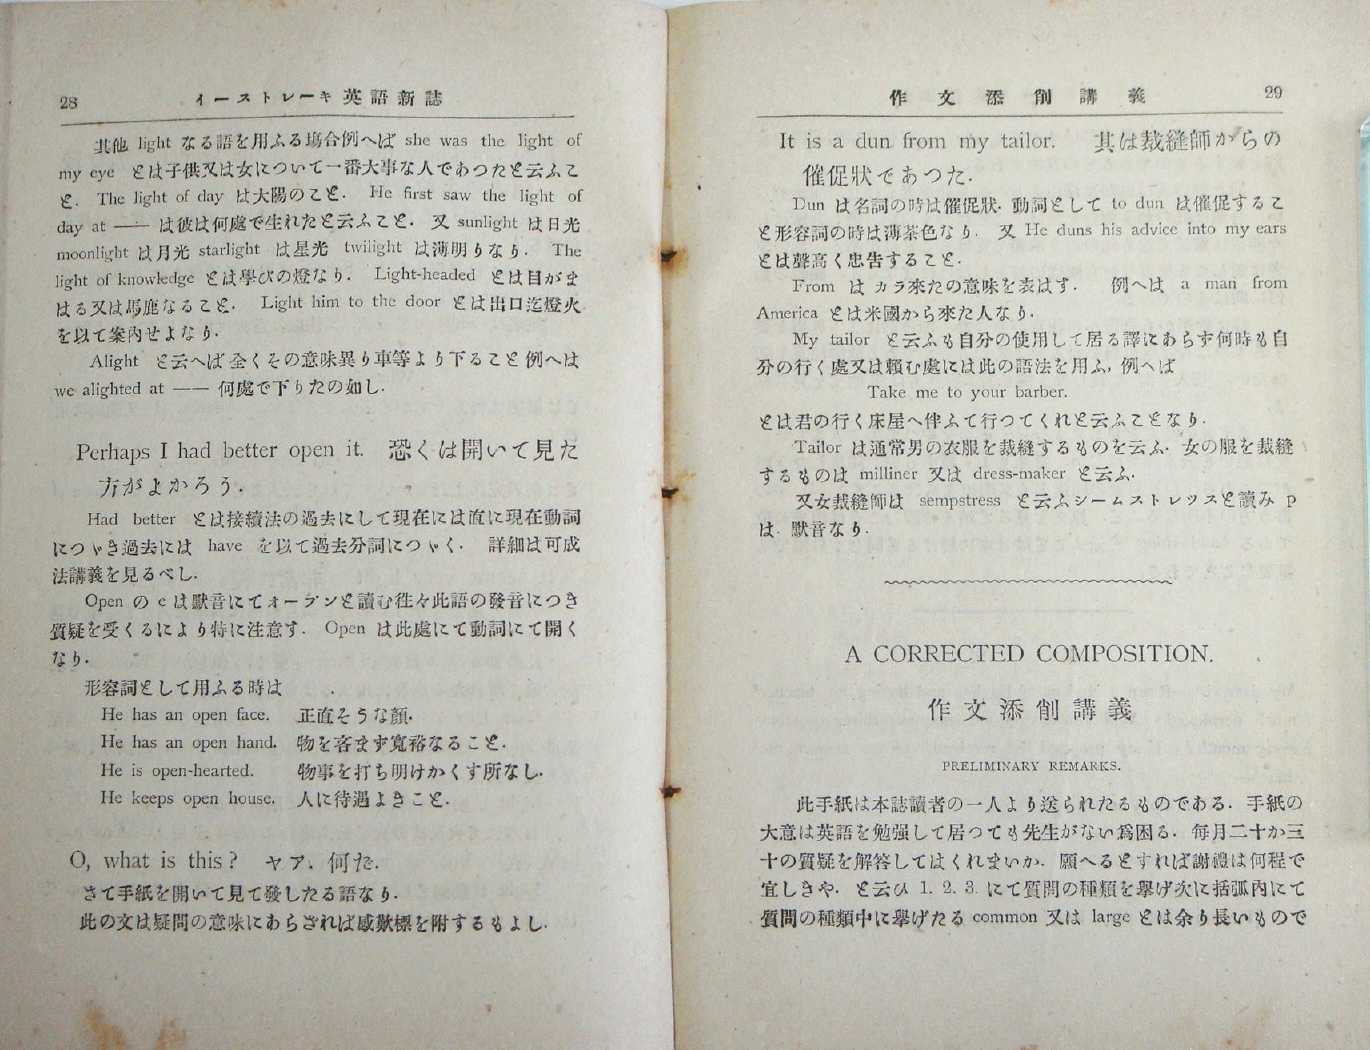 28
イーストレーキ英語新誌
其他 light なる語を用ふる塲合例へば she was the light of
my eye とは子供又は女について一番大事な人であつたと云ふこ
と. The light of day は大陽のこと. He first saw the light of
day at —— は彼は何處で生れたと云ふこと. 又 sunlight は日光
moonlight は月光 starlight は星光 twilight は薄明りなり. The
light of knowledge とは學びの燈なり. Light-headed とは目がま
はる又は馬鹿なること. Light him to the door とは出口迄燈火
を以て案內せよなり.
Alight と云へば全くその意味異り車等より下ること例へは
we alighted at —— 何處で下りたの如し.
Perhaps I had better open it. 恐くは開いて見た
方がよかろう.
Had better とは接續法の過去にして現在には直に現在動詞
につゞき過去には have を以て過去分詞につゞく. 詳細は可成
法講義を見るべし.
Open の e は默音にてォープンと讀む徃々此語の發音につき
質疑を受くるにより特に注意す. Open は此處にて動詞にて開く
なり.
形容詞として用ふる時は
He has an open face. 正直そうな顏.
He has an open hand. 物を吝まず寬裕なること.
He is open-hearted. 物事を打ち明けかくす所なし.
He keeps open house. 人に待遇よきこと.
O, what is this? ヤア. 何だ.
さて手紙を開いて見て發したる語なり.
此の文は疑問の意味にあらざれば感歎標を附するもよし.
作文添削講義
29
It is a dun from my tailor. 其は裁縫師からの
催促狀であつた.
Dun は名詞の時は催促狀. 動詞として to dun は催促するこ
と形容詞の時は薄茶色なり. 又 He duns his advice into my ears
とは聲高く忠告すること.
From は カラ來たの意味を表はす. 例へは a man from
America とは米國から來た人なり.
My tailor と云ふも自分の使用して居る譯にあらず何時も自
分の行く處又は賴む處には此の語法を用ふ, 例へば
Take me to your barber.
とは君の行く床屋へ伴ふて行つてくれと云ふことなり.
Tailor は通常男の衣服を裁縫するものを云ふ. 女の服を裁縫
するものは milliner 又は dress-maker と云ふ.
又女裁縫師は sempstress と云ふシームストレツスと讀み p
は. 默音なり.
A CORRECTED COMPOSITION.
作文添削講義
PRELIMINARY REMARKS.
此手紙は本誌讀者の一人より送られたるものである. 手紙の
大意は英語を勉强して居つても先生がない爲困る. 每月二十か三
十の質疑を解答してはくれまいか. 願へるとすれば謝禮は何程で
宜しきや. と云ひ 1. 2. 3. にて質問の種類を擧げ次に括弧內にて
質問の種類中に擧げたる common 又は large とは余り長いもので